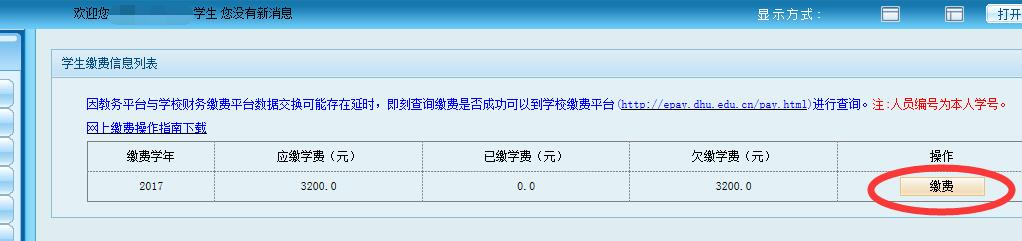 欢迎您 学生 您没有新消息 显示方式: 打开
学生缴费信息列表
因教务平台与学校财务缴费平台数据交换可能存在延时，即刻查询缴费是否成功可以到学校缴费平台(http://epay.dhu.edu.cn/pay.html)进行查询。注:人员编号为本人学号。
网上缴费操作指南下载
缴费学年 应缴学费（元） 已缴学费（元） 欠缴学费（元） 操作
2017 3200.0 0.0 3200.0 缴费